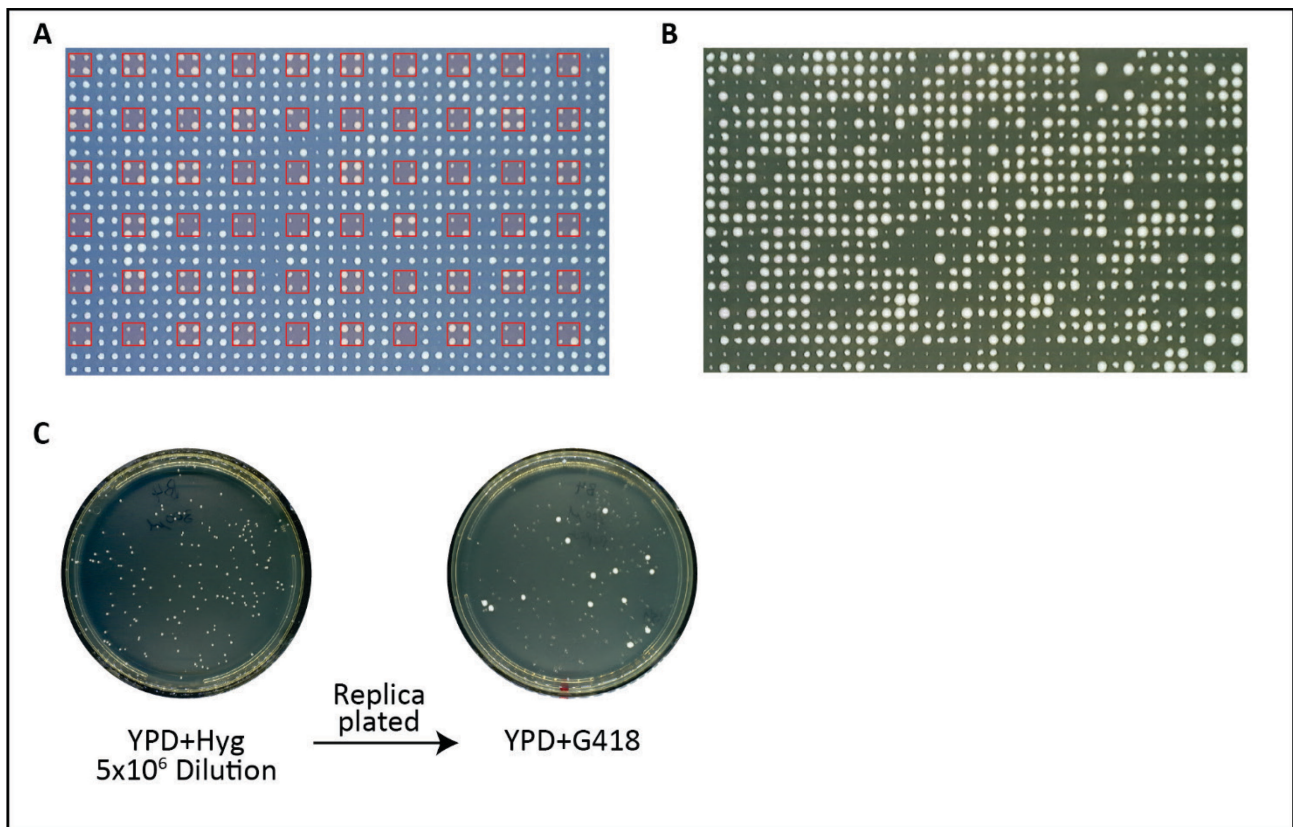 A
B
C
YPD+Hyg
5x10⁶ Dilution
Replica
plated
YPD+G418